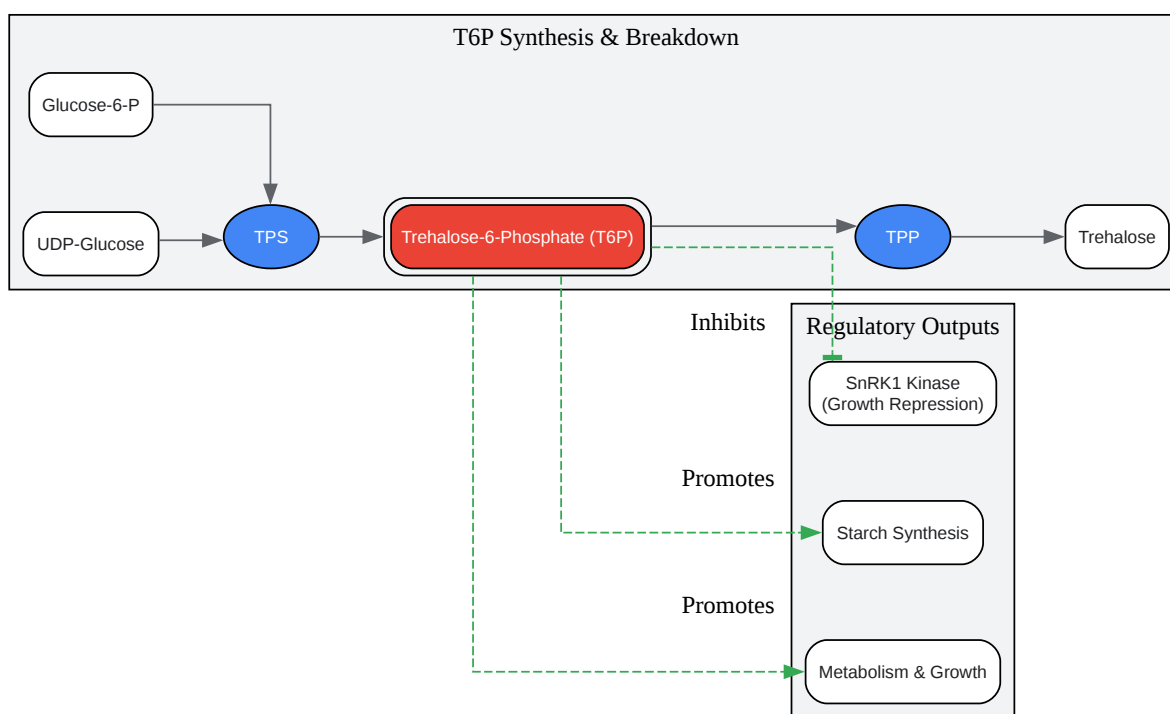 T6P Synthesis & Breakdown
Glucose-6-P
UDP-Glucose
TPS
Trehalose-6-Phosphate (T6P)
TPP
Trehalose
Inhibits
Regulatory Outputs
SnRK1 Kinase
(Growth Repression)
Promotes
Starch Synthesis
Promotes
Metabolism & Growth